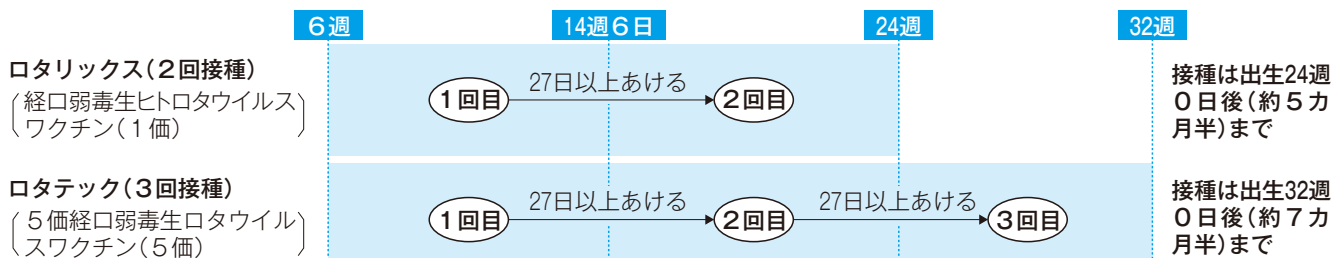 6週 14週6日 24週 32週
ロタリックス(2回接種)
(経口弱毒生ヒトロタウイルス
ワクチン(1価))
27日以上あける
1回目 2回目
接種は出生24週
0日後(約5カ
月半)まで
ロタテック(3回接種)
(5価経口弱毒生ロタウイル
スワクチン(5価))
27日以上あける 27日以上あける
1回目 2回目 3回目
接種は出生32週
0日後(約7カ
月半)まで